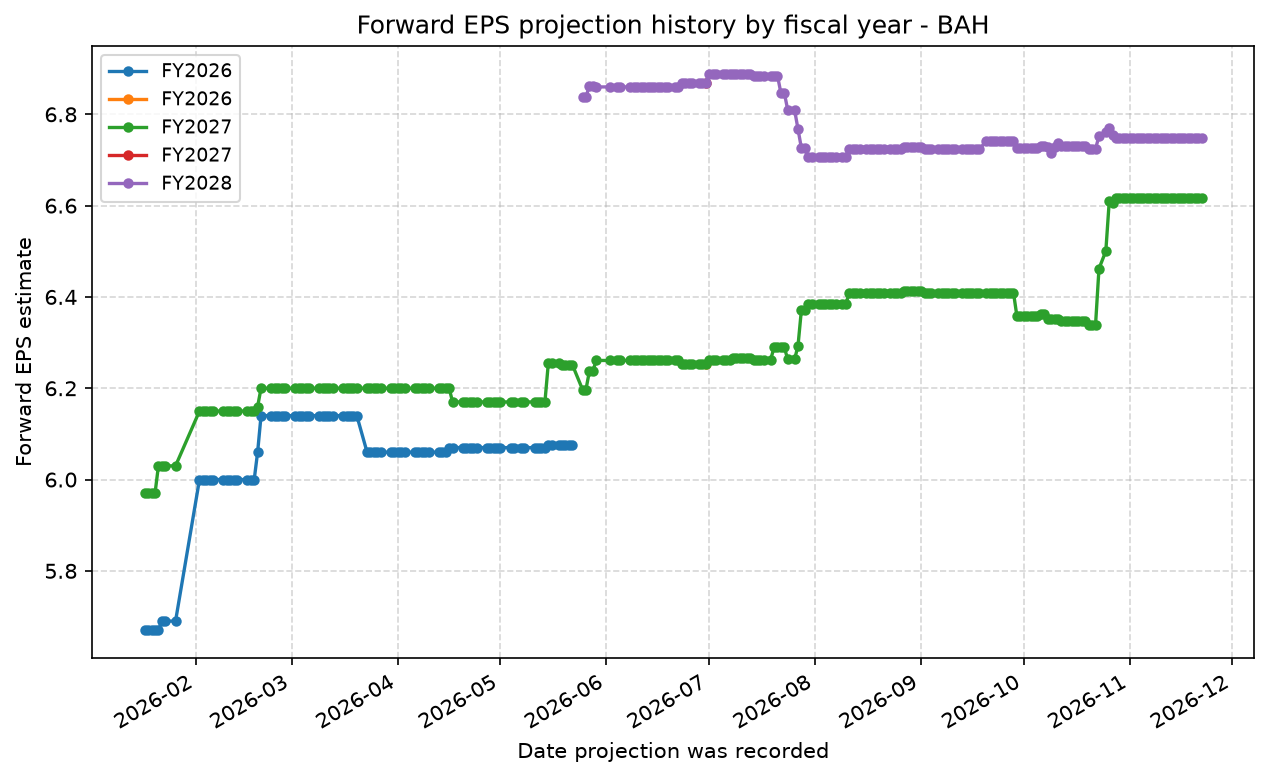 Forward EPS projection history by fiscal year - BAH
FY2026
FY2026
FY2027
FY2027
FY2028
Forward EPS estimate
6.8
6.6
6.4
6.2
6.0
5.8
2026-02
2026-03
2026-04
2026-05
2026-06
2026-07
2026-08
2026-09
2026-10
2026-11
2026-12
Date projection was recorded